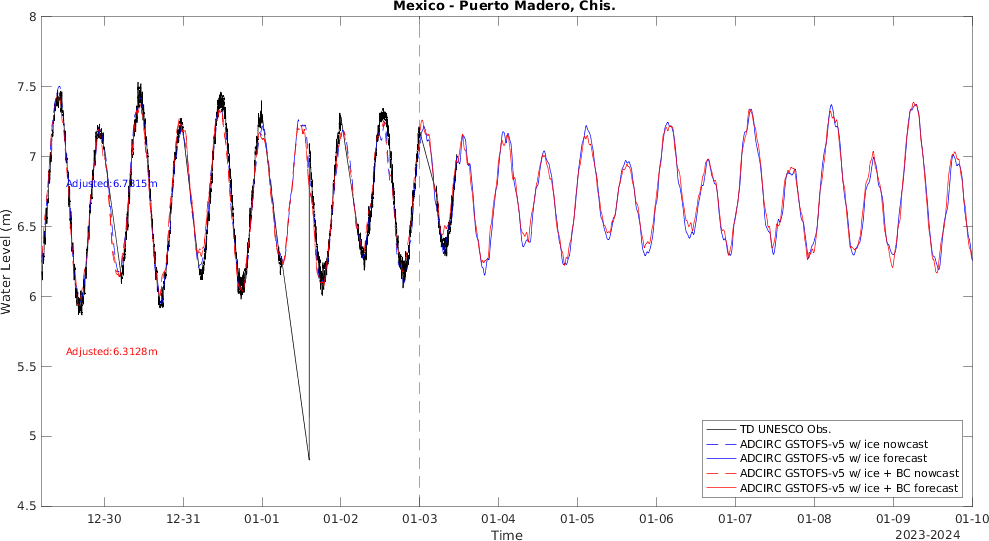 Mexico - Puerto Madero, Chis.
8
7.5
7
6.5
6
5.5
5
4.5
Water Level (m)
Adjusted:6.7815m
Adjusted:6.3128m
TD UNESCO Obs.
ADCIRC GSTOFS-v5 w/ ice nowcast
ADCIRC GSTOFS-v5 w/ ice forecast
ADCIRC GSTOFS-v5 w/ ice + BC nowcast
ADCIRC GSTOFS-v5 w/ ice + BC forecast
12-30 12-31 01-01 01-02 01-03 01-04 01-05 01-06 01-07 01-08 01-09 01-10
Time
2023-2024